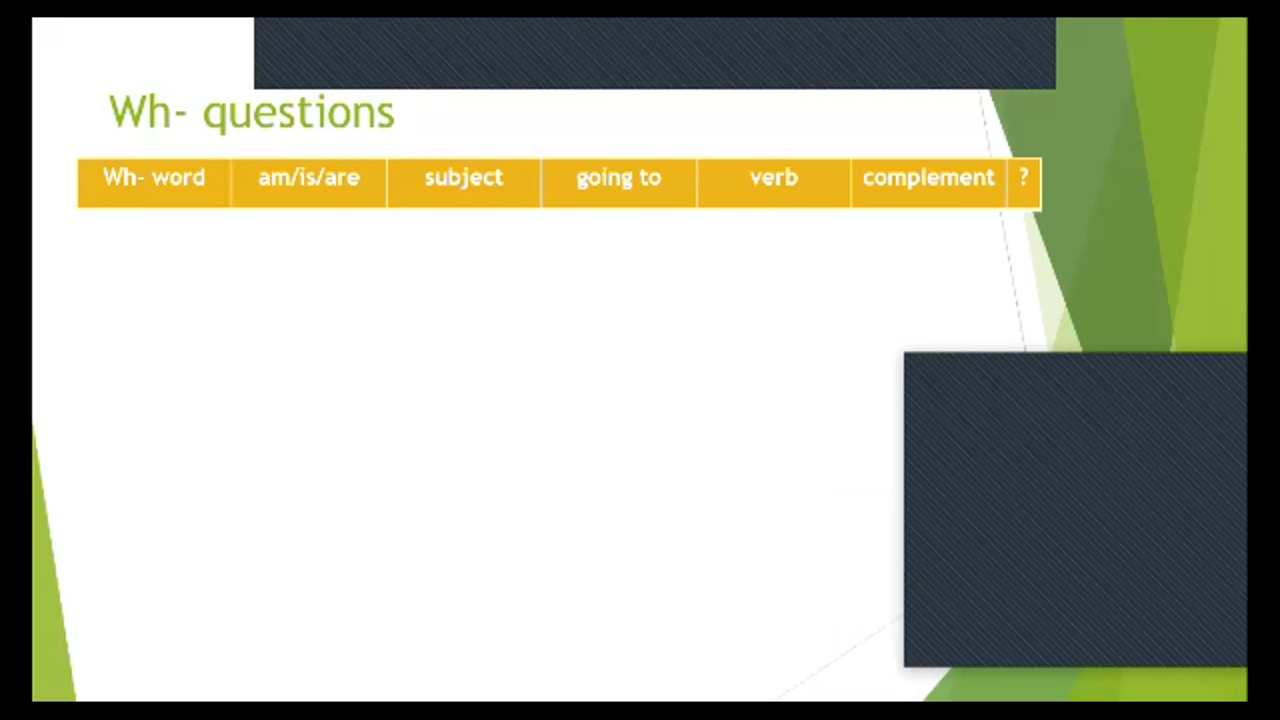 Wh- questions
Wh- word am/is/are subject going to verb complement ?